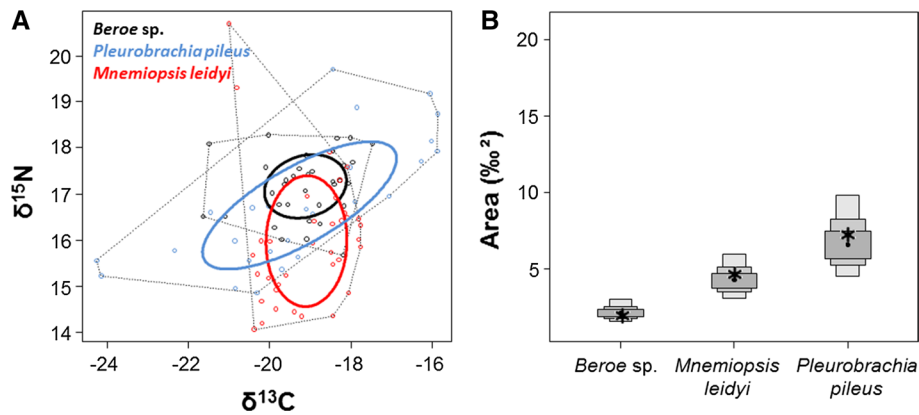 A
Beroe sp.
Pleurobrachia pileus
Mnemiopsis leidyi
δ15N
20
19
18
17
16
15
14
-24
-22
-20
-18
-16
δ13C
B
Area (‰²)
20
15
10
5
Beroe sp.
Mnemiopsis
leidyi
Pleurobrachia
pileus